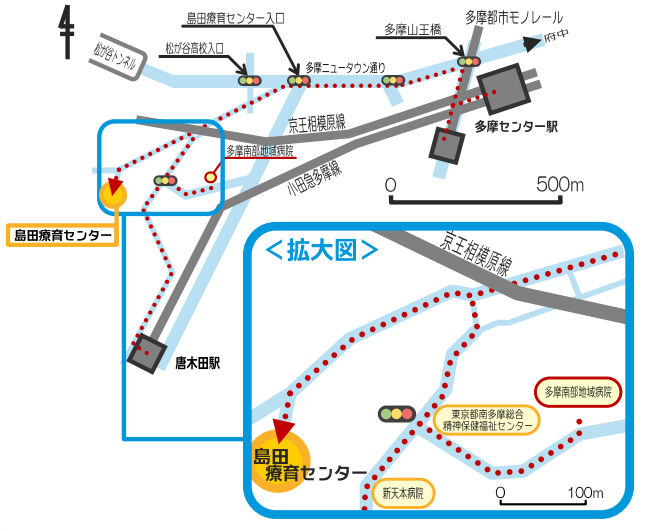 島田療育センター入口
多摩都市モノレール
松が谷高校入口
多摩山王橋
府中
松が谷トンネル
多摩ニュータウン通り
京王相模原線
多摩センター駅
多摩南部地域病院
小田急多摩線
0
500m
島田療育センター
唐木田駅
＜拡大図＞
京王相模原線
多摩南部地域病院
東京都南多摩総合
精神保健福祉センター
島田
療育センター
新天本病院
0
100m